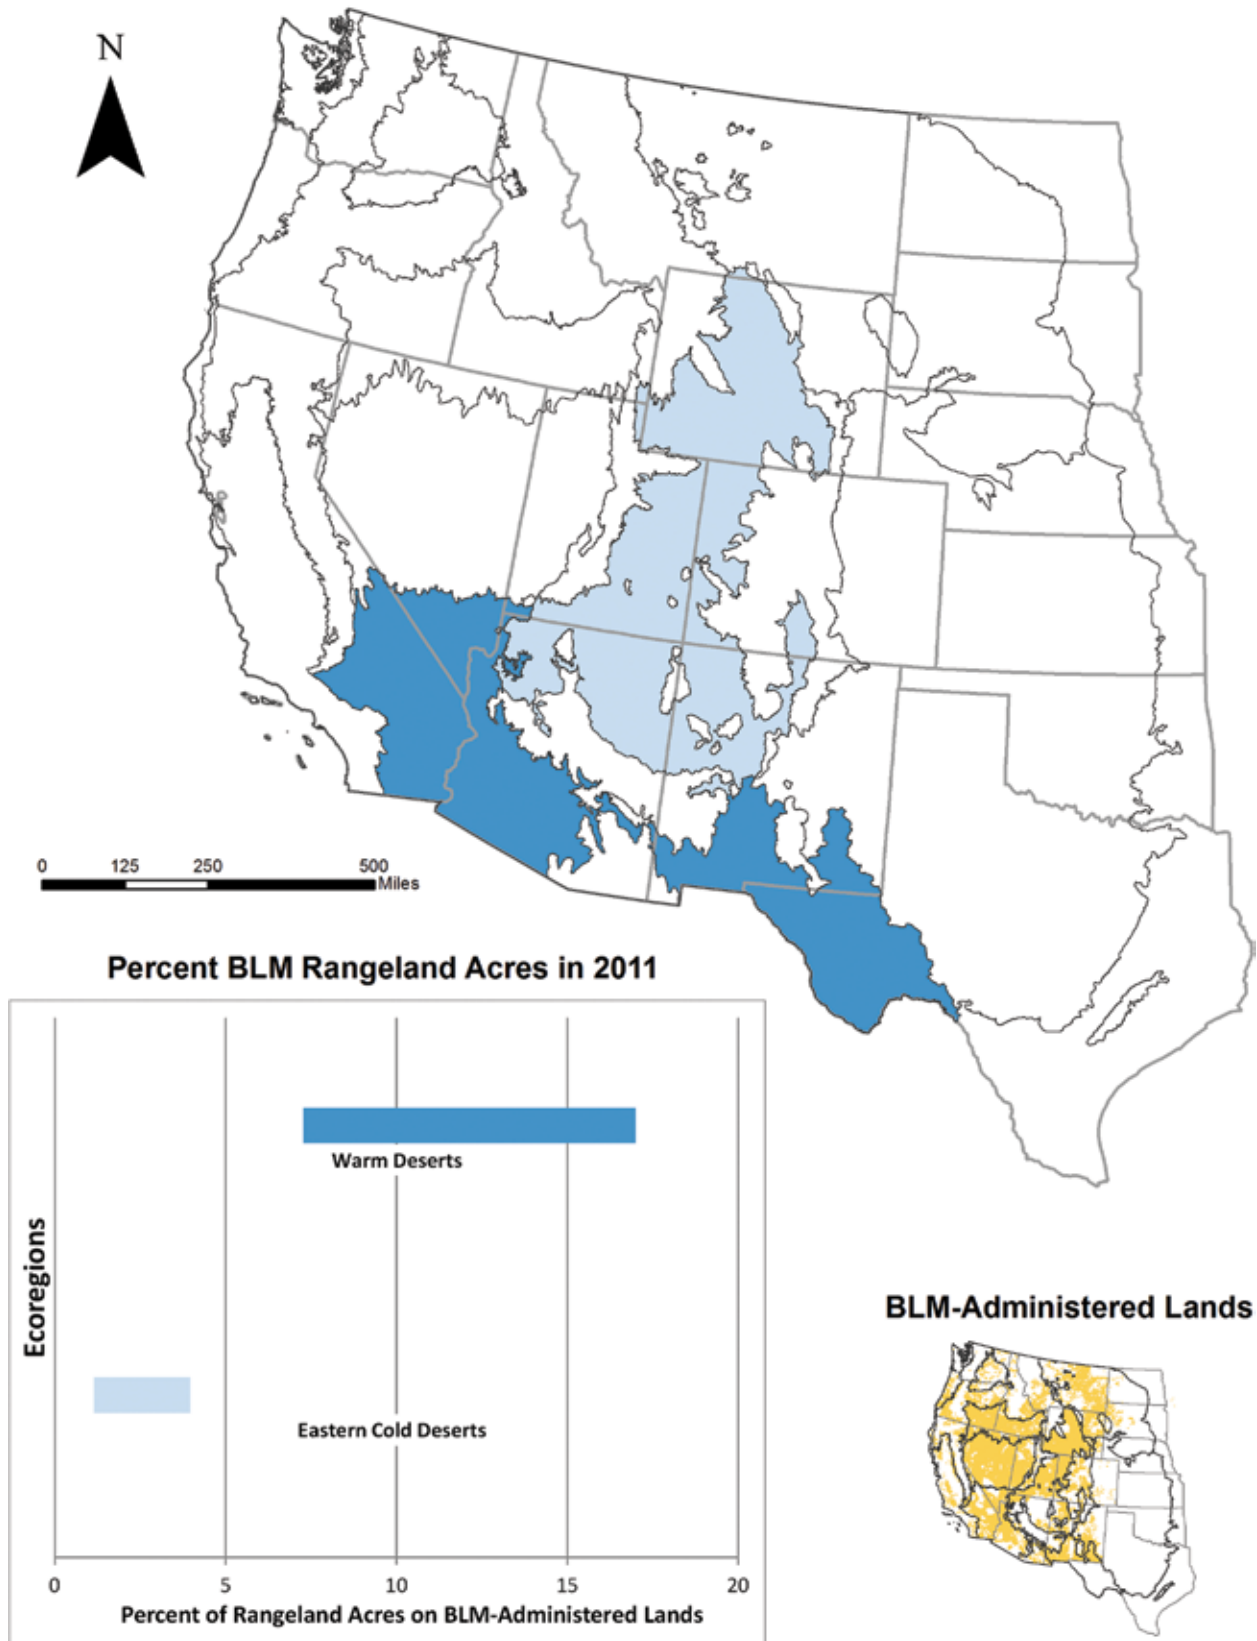 N
0 125 250 500
Miles
Percent BLM Rangeland Acres in 2011
Warm Deserts
Ecoregions
Eastern Cold Deserts
0 5 10 15 20
Percent of Rangeland Acres on BLM-Administered Lands
BLM-Administered Lands